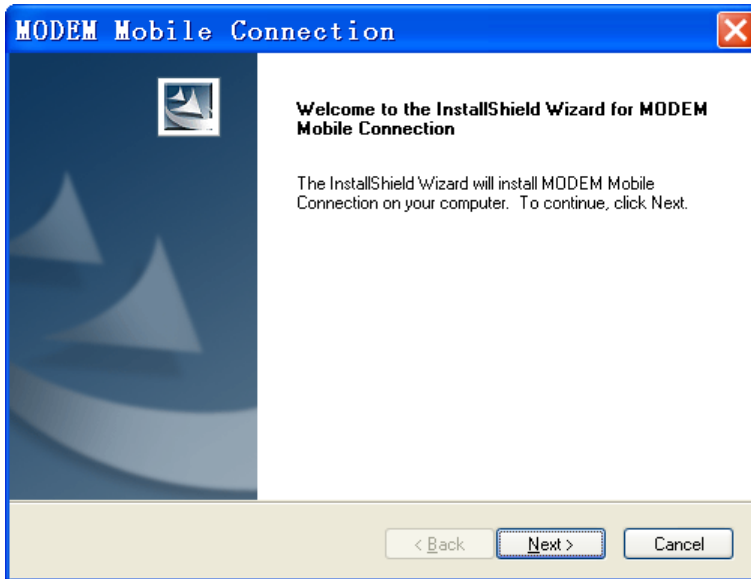 MODEM Mobile Connection
Welcome to the InstallShield Wizard for MODEM
Mobile Connection
The InstallShield Wizard will install MODEM Mobile
Connection on your computer. To continue, click Next.
< Back Next > Cancel